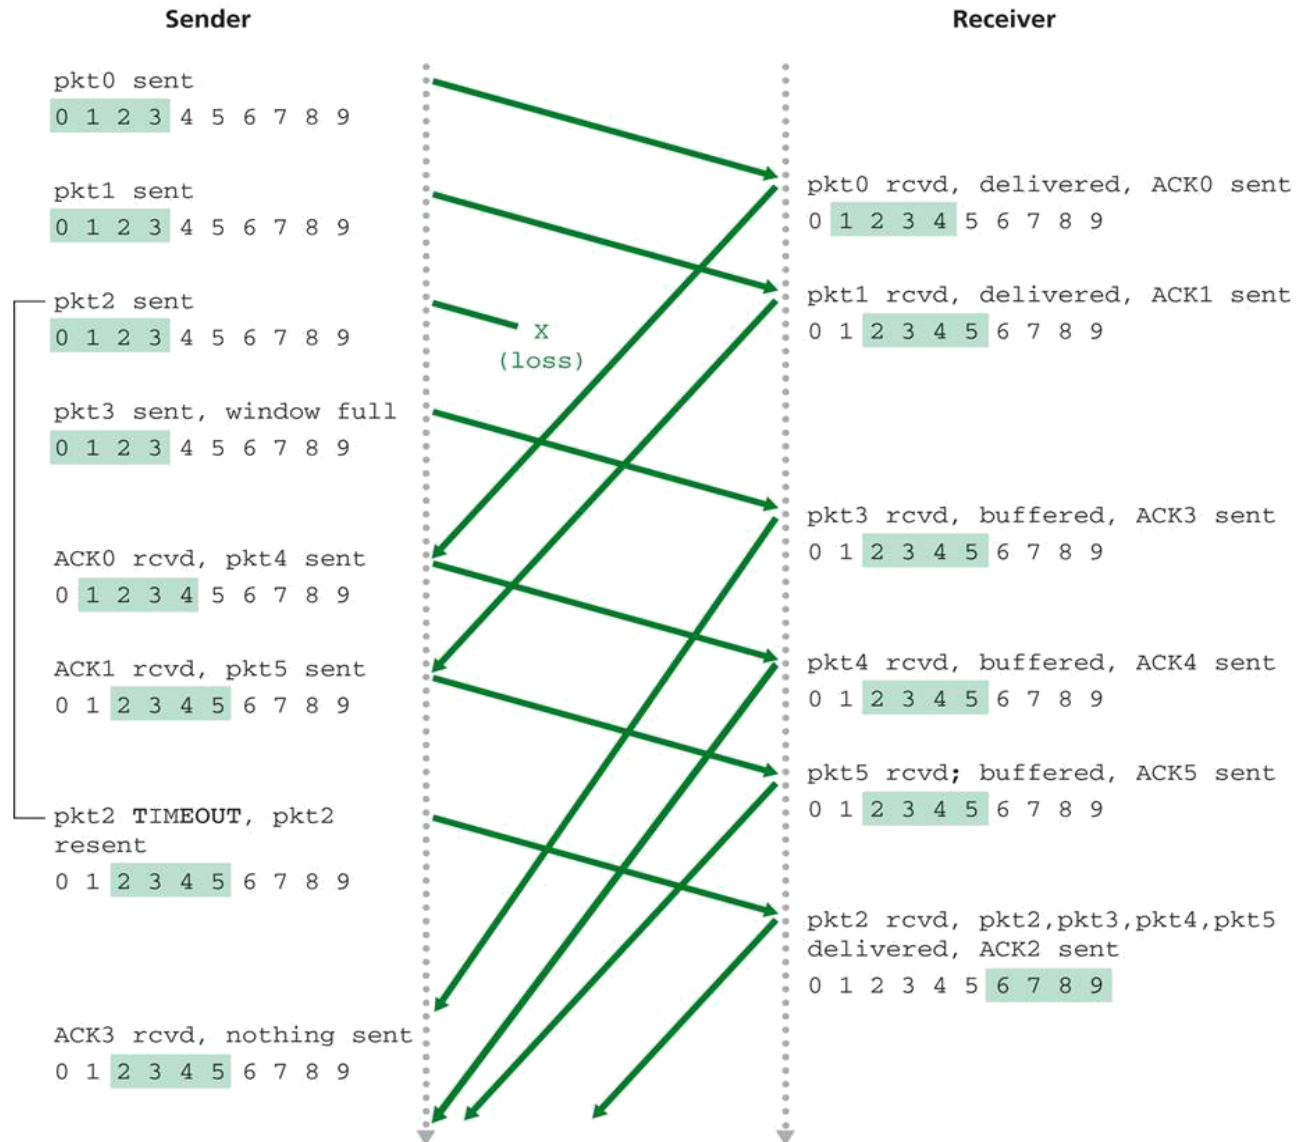 Sender
Receiver
pkt0 sent
0 1 2 3 4 5 6 7 8 9
pkt0 rcvd, delivered, ACK0 sent
0 1 2 3 4 5 6 7 8 9
pkt1 sent
0 1 2 3 4 5 6 7 8 9
pkt1 rcvd, delivered, ACK1 sent
0 1 2 3 4 5 6 7 8 9
pkt2 sent
0 1 2 3 4 5 6 7 8 9
X
(loss)
pkt3 sent, window full
0 1 2 3 4 5 6 7 8 9
pkt3 rcvd, buffered, ACK3 sent
0 1 2 3 4 5 6 7 8 9
ACK0 rcvd, pkt4 sent
0 1 2 3 4 5 6 7 8 9
pkt4 rcvd, buffered, ACK4 sent
0 1 2 3 4 5 6 7 8 9
ACK1 rcvd, pkt5 sent
0 1 2 3 4 5 6 7 8 9
pkt5 rcvd; buffered, ACK5 sent
0 1 2 3 4 5 6 7 8 9
pkt2 TIMEOUT, pkt2
resent
0 1 2 3 4 5 6 7 8 9
pkt2 rcvd, pkt2,pkt3,pkt4,pkt5
delivered, ACK2 sent
0 1 2 3 4 5 6 7 8 9
ACK3 rcvd, nothing sent
0 1 2 3 4 5 6 7 8 9